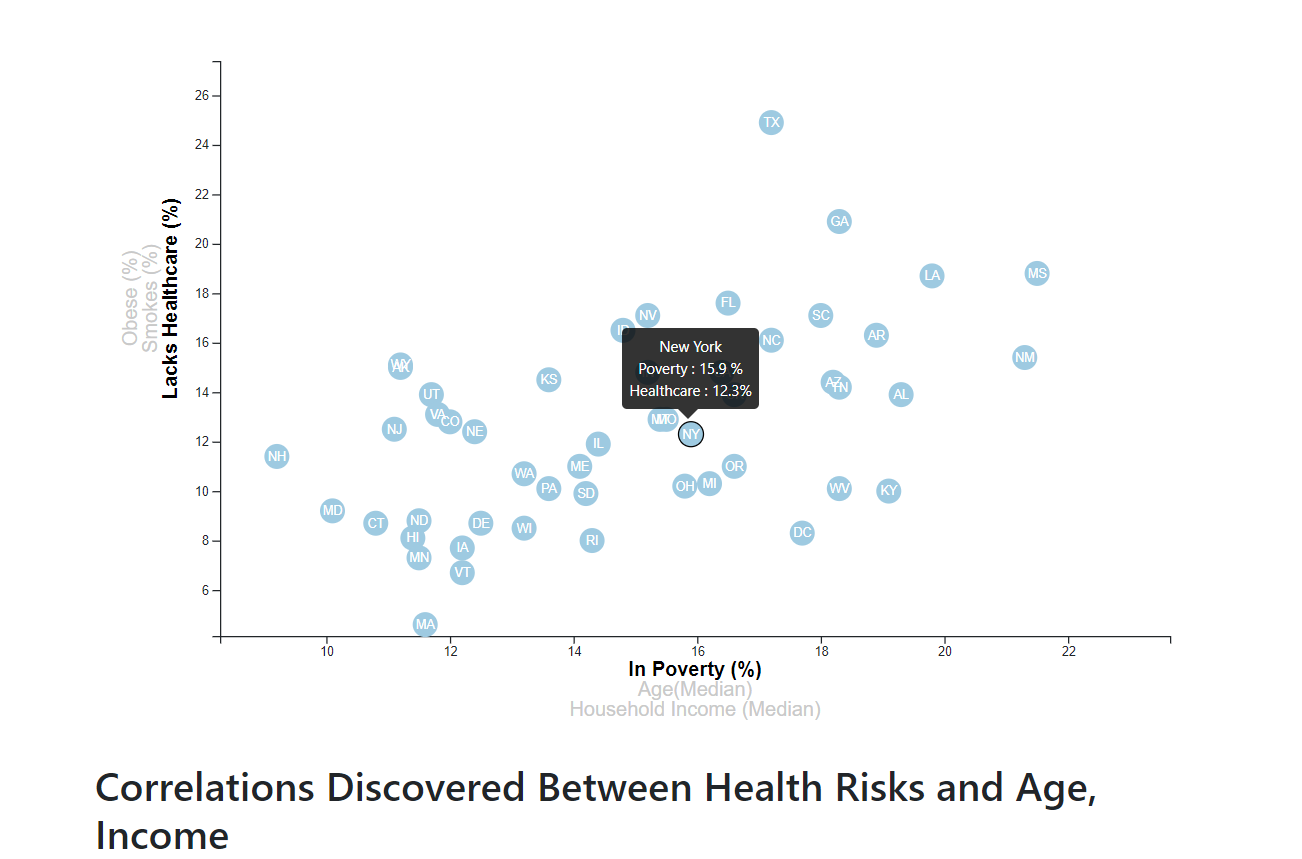 26
TX
24
22
GA
20
LA
MS
18
FL
NV
SC
AR
NC
16
NM
New York
Poverty : 15.9 %
Healthcare : 12.3%
KS
14
UT
AZ
TN
AL
VA
CO
NJ
NE
NY
12
NH
IL
ME
OR
WA
10
PA
SD
OH
MI
WV
KY
MD
CT
ND
DE
WI
DC
8
HI
RI
IA
MN
VT
6
MA
Lacks Healthcare (%)
Smokes (%)
Obese (%)
10
12
14
16
18
20
22
In Poverty (%)
Age(Median)
Household Income (Median)
Correlations Discovered Between Health Risks and Age,
Income